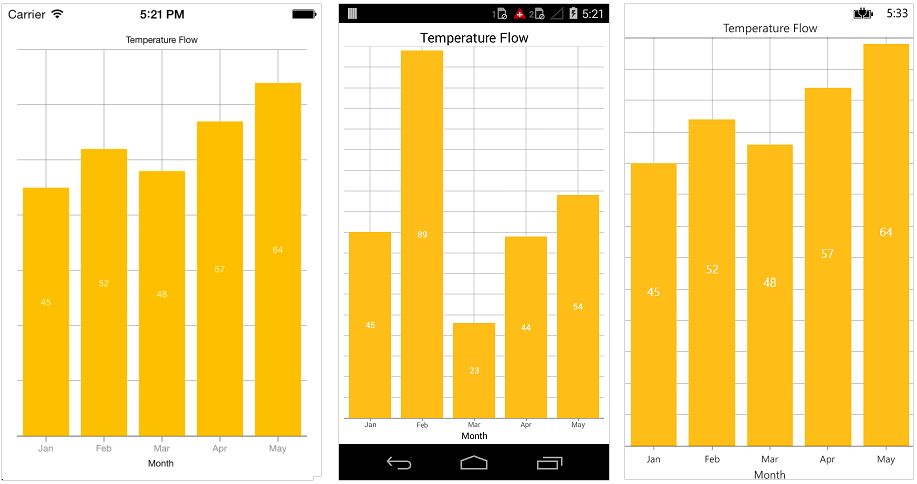 Carrier 5:21 PM
Temperature Flow
64
57
52
48
45
Jan Feb Mar Apr May
Month
1 2 5:21
Temperature Flow
89
54
45
44
23
Jan Feb Mar Apr May
Month
5:33
Temperature Flow
64
57
52
48
45
Jan Feb Mar Apr May
Month